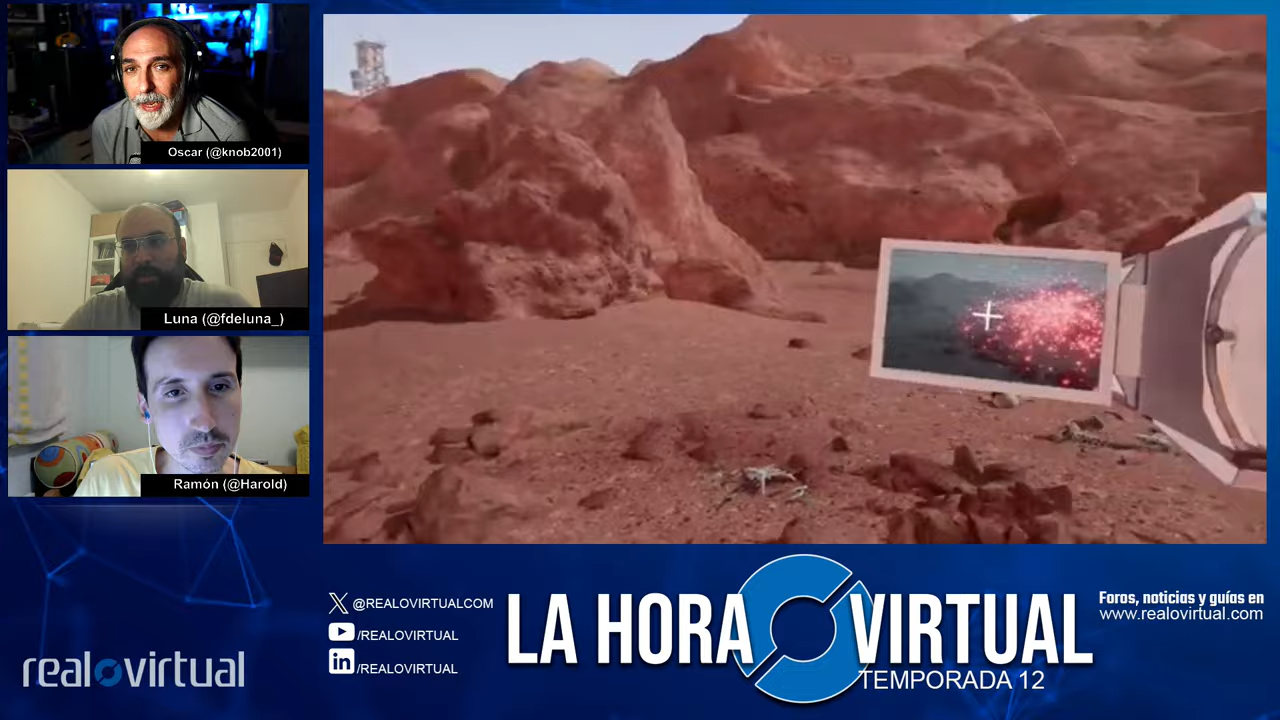 Oscar (@knob2001)
Luna (@fdeluna_)
Ramón (@Harold)
realovirtual
@REALOVIRTUALCOM
/REALOVIRTUAL
/REALOVIRTUAL
LA HORA VIRTUAL
TEMPORADA 12
Foros, noticias y guías en
www.realovirtual.com